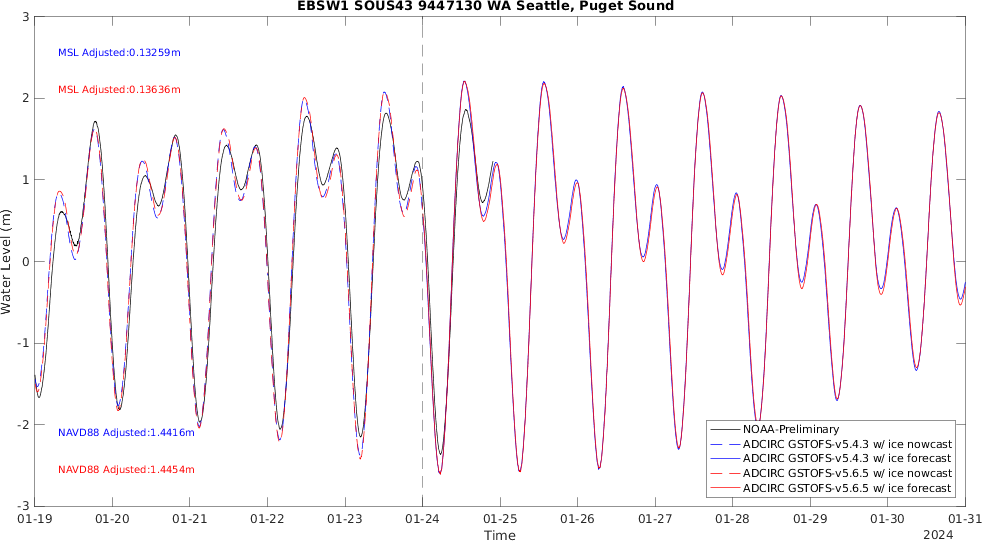 EBSW1 SOUS43 9447130 WA Seattle, Puget Sound
3
MSL Adjusted:0.13259m
MSL Adjusted:0.13636m
2
1
0
Water Level (m)
-1
-2
NAVD88 Adjusted:1.4416m
NAVD88 Adjusted:1.4454m
-3
NOAA-Preliminary
ADCIRC GSTOFS-v5.4.3 w/ ice nowcast
ADCIRC GSTOFS-v5.4.3 w/ ice forecast
ADCIRC GSTOFS-v5.6.5 w/ ice nowcast
ADCIRC GSTOFS-v5.6.5 w/ ice forecast
01-19 01-20 01-21 01-22 01-23 01-24 01-25 01-26 01-27 01-28 01-29 01-30 01-31
Time
2024